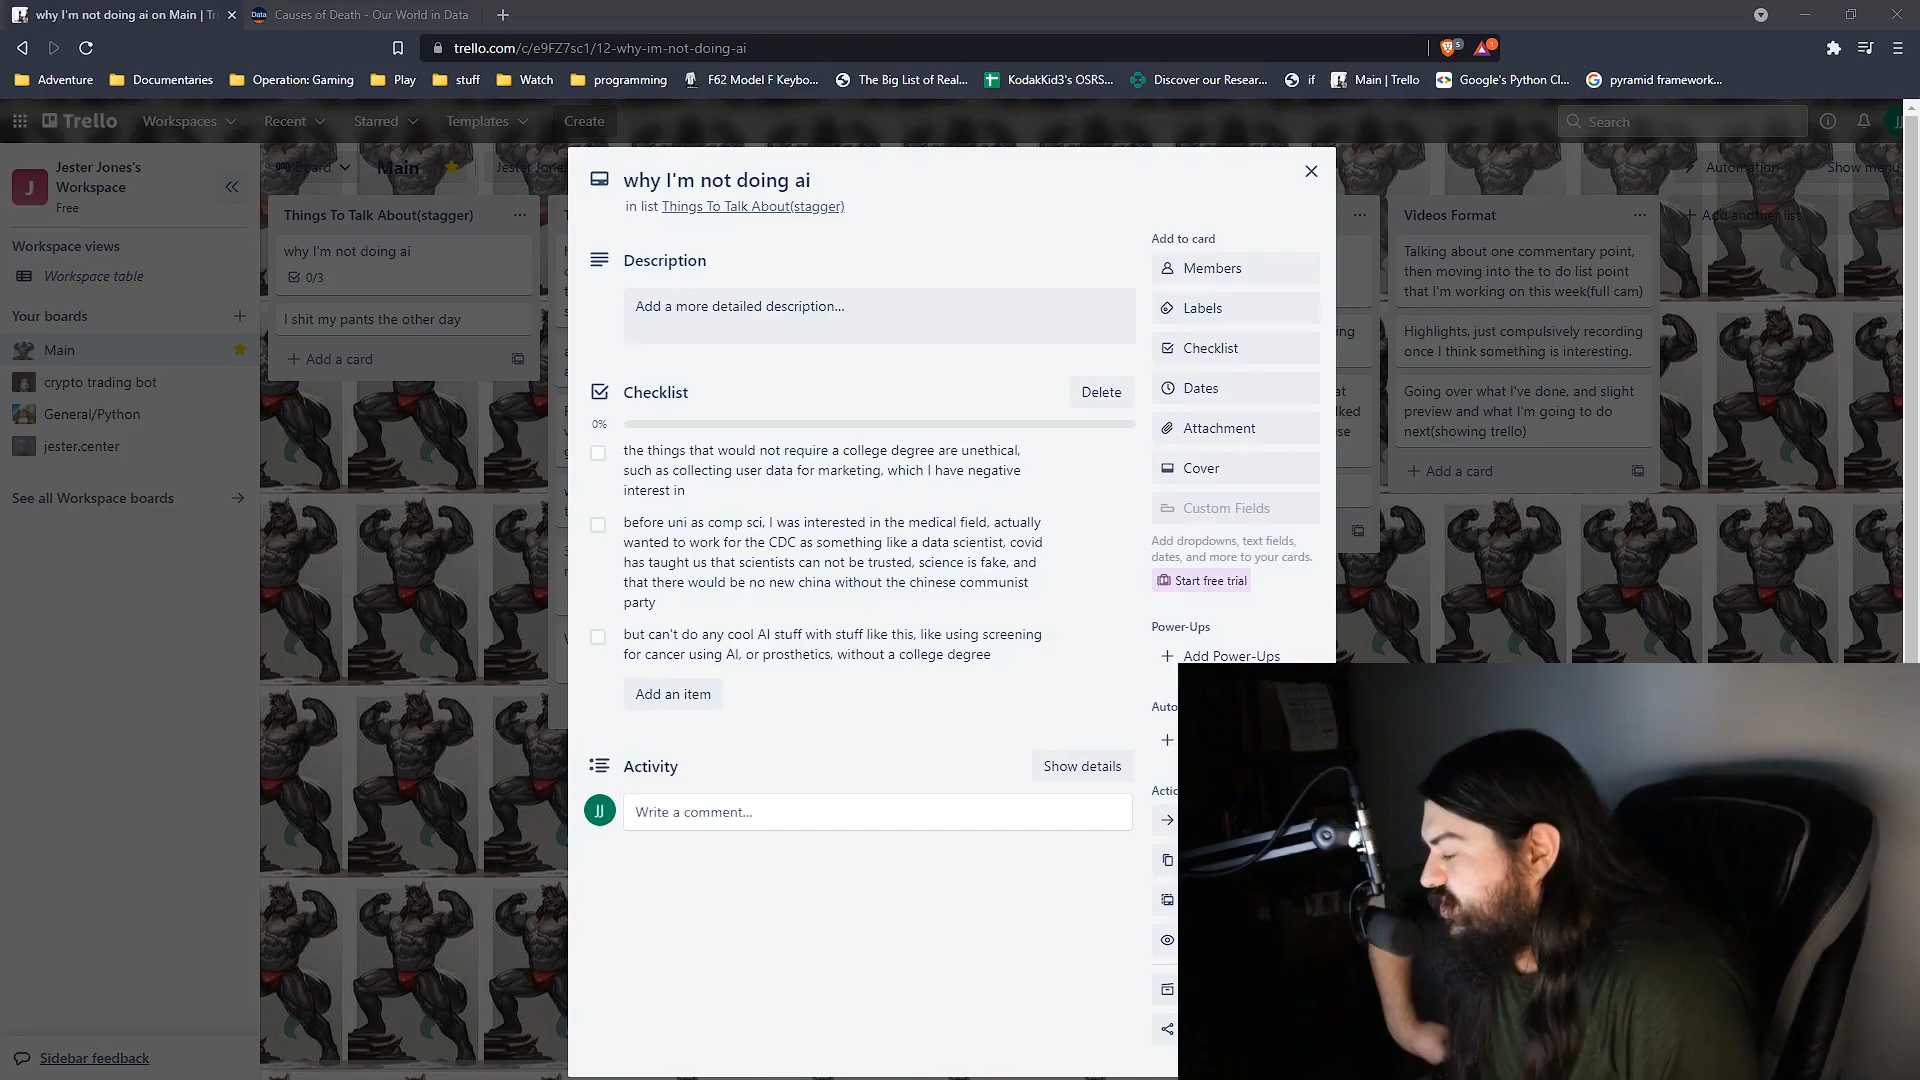 why I'm not doing ai on Main | Tr
Causes of Death - Our World in Data
trello.com/c/e9FZ7sc1/12-why-im-not-doing-ai
5
1
Adventure
Documentaries
Operation: Gaming
Play
stuff
Watch
programming
F62 Model F Keybo...
The Big List of Real...
KodakKid3's OSRS...
Discover our Resear...
if
Main | Trello
Google's Python Cl...
pyramid framework...
Trello
Workspaces
Recent
Starred
Templates
Create
Search
Jester Jones's
Workspace
Free
J
Workspace views
Workspace table
Your boards
Main
crypto trading bot
General/Python
jester.center
See all Workspace boards
Sidebar feedback
Board
Main
Jester Jon
Automation
Show menu
Things To Talk About(stagger)
why I'm not doing ai
0/3
I shit my pants the other day
Add a card
why I'm not doing ai
in list Things To Talk About(stagger)
Description
Add a more detailed description...
Checklist
Delete
0%
the things that would not require a college degree are unethical,
such as collecting user data for marketing, which I have negative
interest in
before uni as comp sci, I was interested in the medical field, actually
wanted to work for the CDC as something like a data scientist, covid
has taught us that scientists can not be trusted, science is fake, and
that there would be no new china without the chinese communist
party
but can't do any cool AI stuff with stuff like this, like using screening
for cancer using AI, or prosthetics, without a college degree
Add an item
Activity
Show details
JJ
Write a comment...
Add to card
Members
Labels
Checklist
Dates
Attachment
Cover
Custom Fields
Add dropdowns, text fields,
dates, and more to your cards.
Start free trial
Power-Ups
Add Power-Ups
Auto
Actic
Videos Format
Add another list
Talking about one commentary point,
then moving into the to do list point
that I'm working on this week(full cam)
Highlights, just compulsively recording
once I think something is interesting.
Going over what I've done, and slight
preview and what I'm going to do
next(showing trello)
Add a card